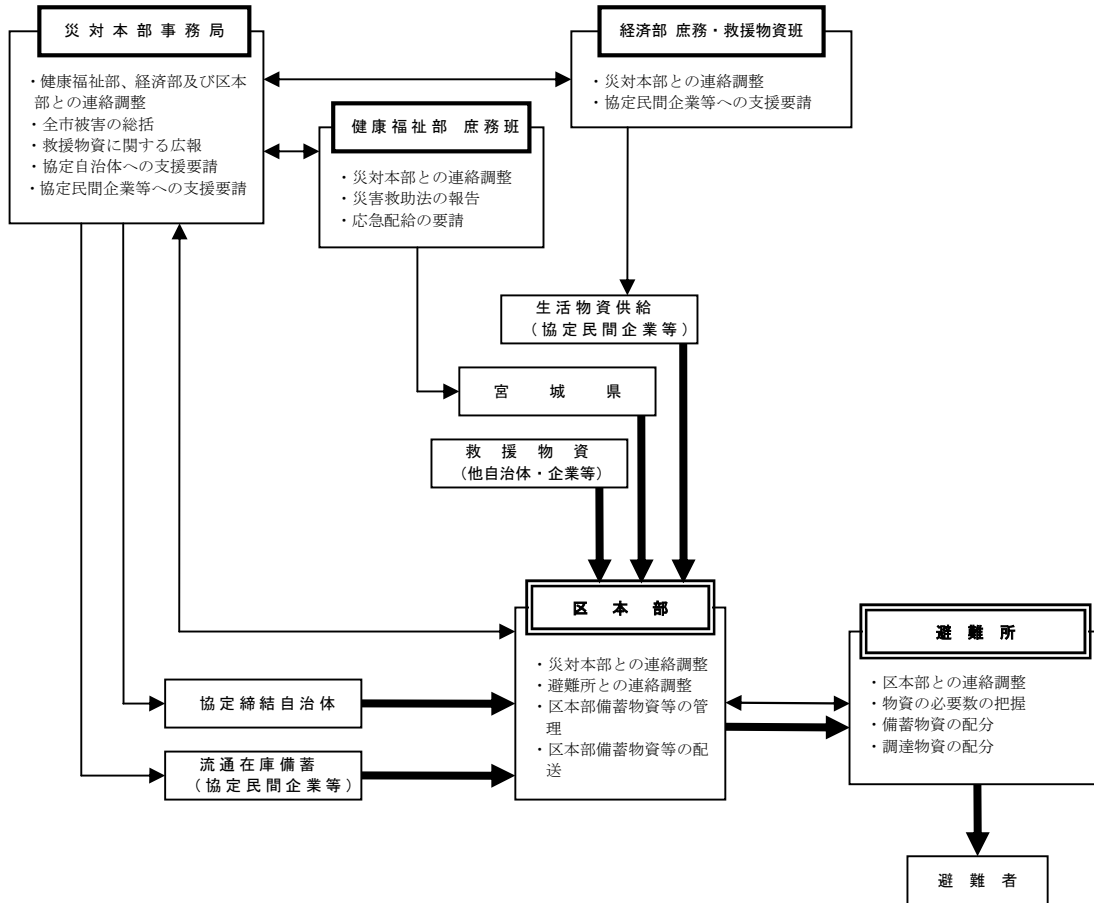 災対本部事務局
・健康福祉部、経済部及び区本
部との連絡調整
・全市被害の総括
・救援物資に関する広報
・協定自治体への支援要請
・協定民間企業等への支援要請
経済部 庶務・救援物資班
・災対本部との連絡調整
・協定民間企業等への支援要請
健康福祉部 庶務班
・災対本部との連絡調整
・災害救助法の報告
・応急配給の要請
生活物資供給
(協定民間企業等)
宮城県
救援物資
(他自治体・企業等)
区本部
・災対本部との連絡調整
・避難所との連絡調整
・区本部備蓄物資等の管
理
・区本部備蓄物資等の配
送
協定締結自治体
流通在庫備蓄
(協定民間企業等)
避難所
・区本部との連絡調整
・物資の必要数の把握
・備蓄物資の配分
・調達物資の配分
避難者